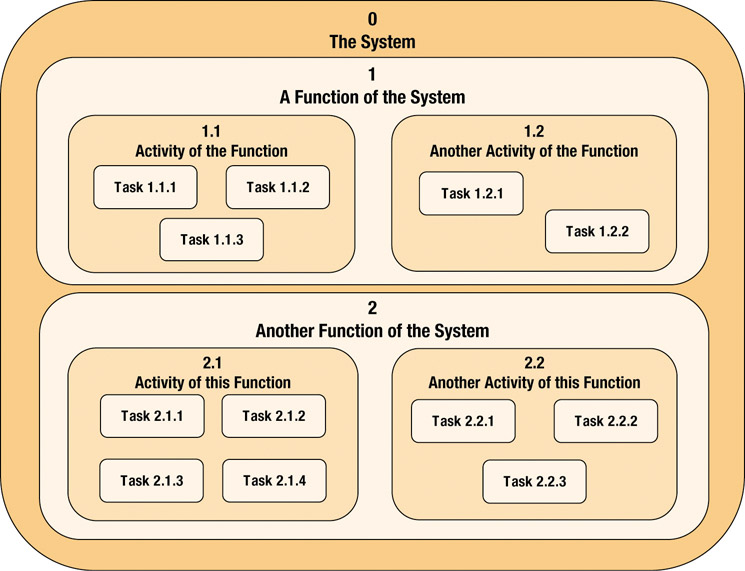 0
The System
1
A Function of the System
1.1
Activity of the Function
Task 1.1.1
Task 1.1.2
Task 1.1.3
1.2
Another Activity of the Function
Task 1.2.1
Task 1.2.2
2
Another Function of the System
2.1
Activity of this Function
Task 2.1.1
Task 2.1.2
Task 2.1.3
Task 2.1.4
2.2
Another Activity of this Function
Task 2.2.1
Task 2.2.2
Task 2.2.3